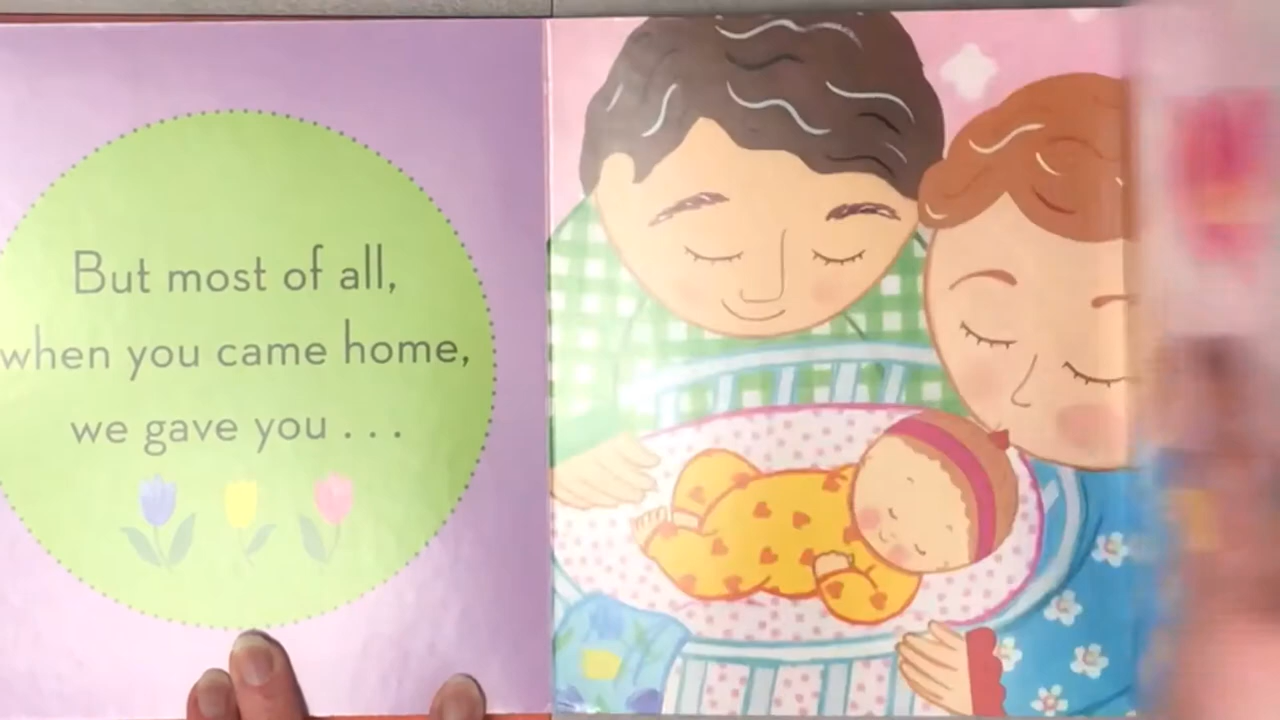 But most of all,
when you came home,
we gave you . . .